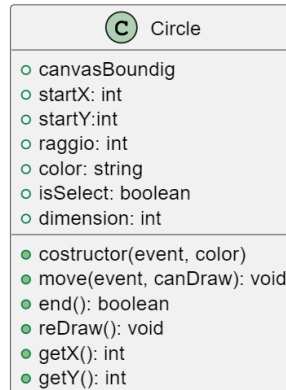 C Circle
canvasBoundig
startX: int
startY:int
raggio: int
color: string
isSelect: boolean
dimension: int
costructor(event, color)
move(event, canDraw): void
end(): boolean
reDraw(): void
getX(): int
getY(): int